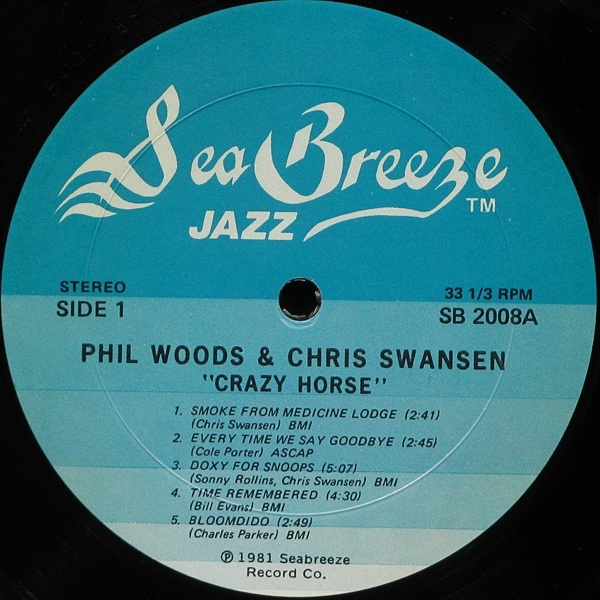 Sea Breeze
JAZZ TM
STEREO
SIDE 1
33 1/3 RPM
SB 2008A
PHIL WOODS & CHRIS SWANSEN
"CRAZY HORSE"
1. SMOKE FROM MEDICINE LODGE (2:41)
(Chris Swansen) BMI
2. EVERY TIME WE SAY GOODBYE (2:45)
(Cole Porter) ASCAP
3. DOXY FOR SNOOPS (5:07)
(Sonny Rollins, Chris Swansen) BMI
4. TIME REMEMBERED (4:30)
(Bill Evans) BMI
5. BLOOMDIDO (2:49)
(Charles Parker) BMI
℗ 1981 Seabreeze
Record Co.